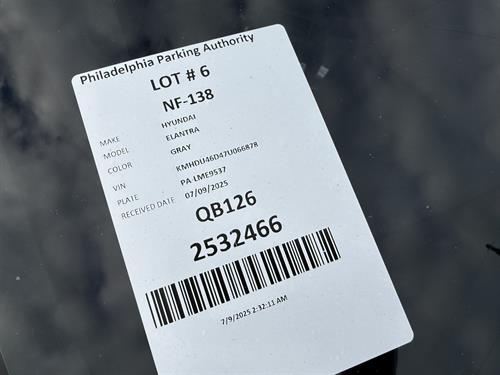 Philadelphia Parking Authority
LOT # 6
NF-138
MAKE HYUNDAI
MODEL ELANTRA
COLOR GRAY
VIN KMHDU46D47U066878
PLATE PA-LME9537
RECEIVED DATE 07/09/2025
QB126
2532466
7/9/2025 2:32:11 AM